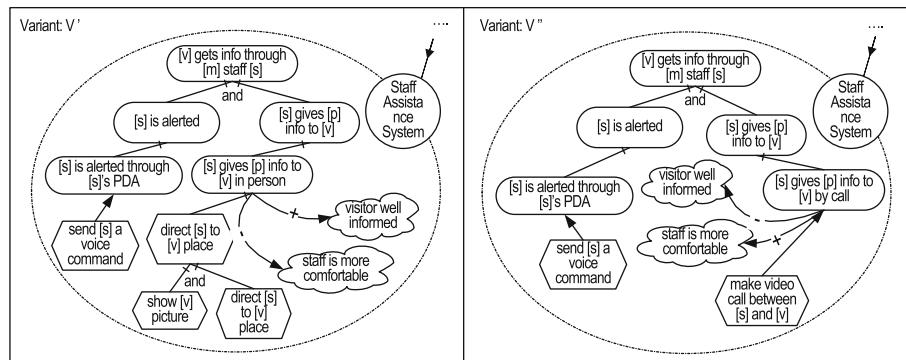 Variant: V '
....
[v] gets info through
[m] staff [s]
and
Staff
Assista
nce
System
[s] is alerted
[s] gives [p]
info to [v]
[s] is alerted through
[s]'s PDA
[s] gives [p] info to
[v] in person
visitor well
informed
send [s] a
voice
command
direct [s] to
[v] place
staff is more
comfortable
and
show [v]
picture
direct [s]
to [v]
place
Variant: V "
....
[v] gets info through
[m] staff [s]
and
Staff
Assista
nce
System
[s] is alerted
[s] gives [p]
info to [v]
visitor well
informed
[s] is alerted through
[s]'s PDA
[s] gives [p] info to
[v] by call
staff is more
comfortable
send [s] a
voice
command
make video
call between
[s] and [v]